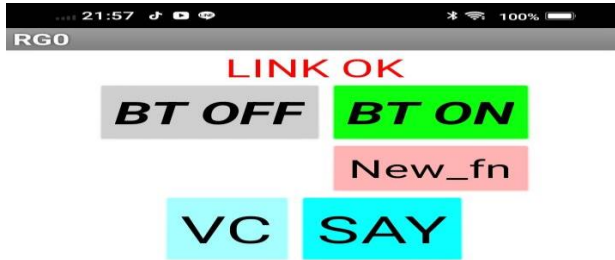 21:57 100%
RG0
LINK OK
BT OFF BT ON
New_fn
VC SAY